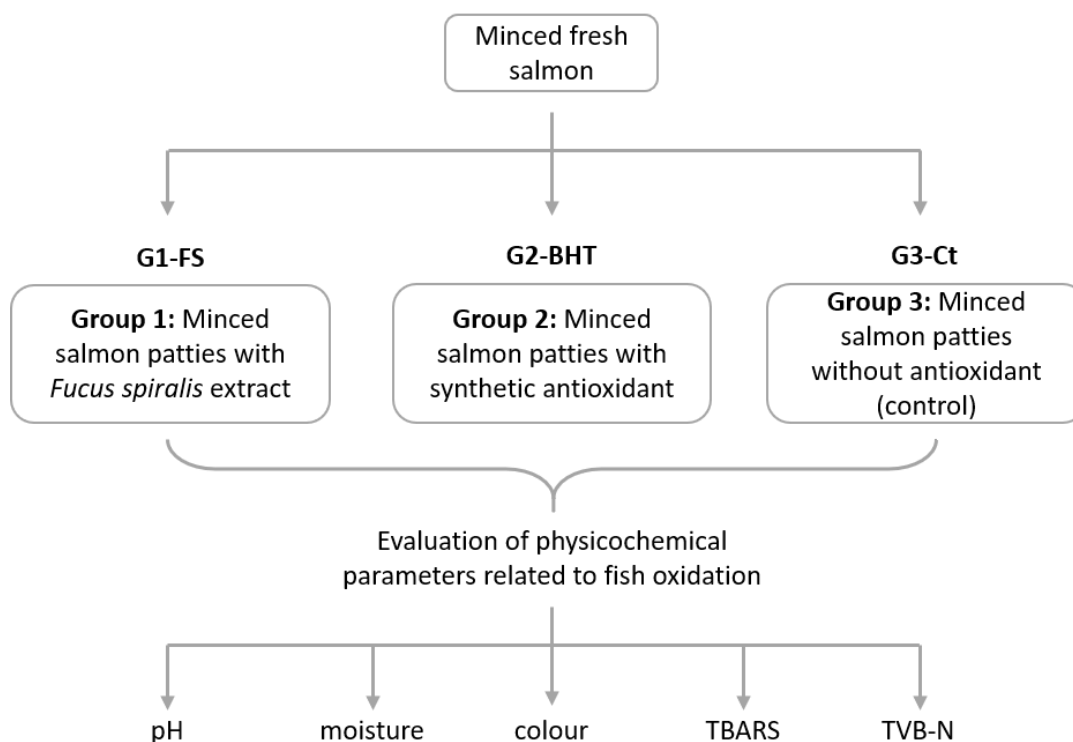 Minced fresh
salmon
G1-FS
G2-BHT
G3-Ct
Group 1: Minced
salmon patties with
Fucus spiralis extract
Group 2: Minced
salmon patties with
synthetic antioxidant
Group 3: Minced
salmon patties
without antioxidant
(control)
Evaluation of physicochemical
parameters related to fish oxidation
pH
moisture
colour
TBARS
TVB-N